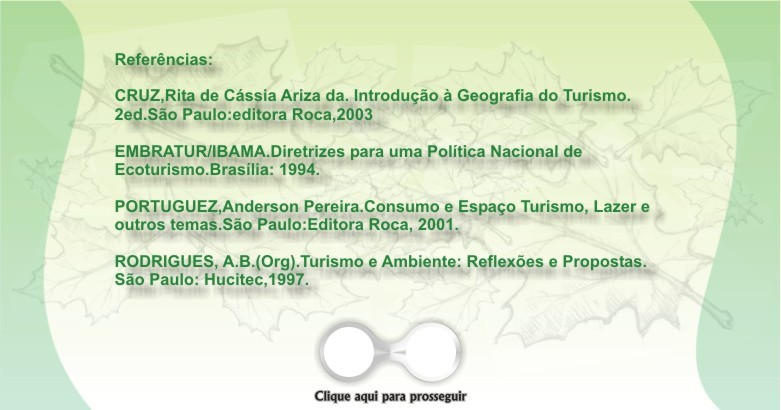 Referências:
CRUZ,Rita de Cássia Ariza da. Introdução à Geografia do Turismo.
2ed.São Paulo:editora Roca,2003
EMBRATUR/IBAMA.Diretrizes para uma Política Nacional de
Ecoturismo.Brasília: 1994.
PORTUGUEZ,Anderson Pereira.Consumo e Espaço Turismo, Lazer e
outros temas.São Paulo:Editora Roca, 2001.
RODRIGUES, A.B.(Org).Turismo e Ambiente: Reflexões e Propostas.
São Paulo: Hucitec,1997.
Clique aqui para prosseguir